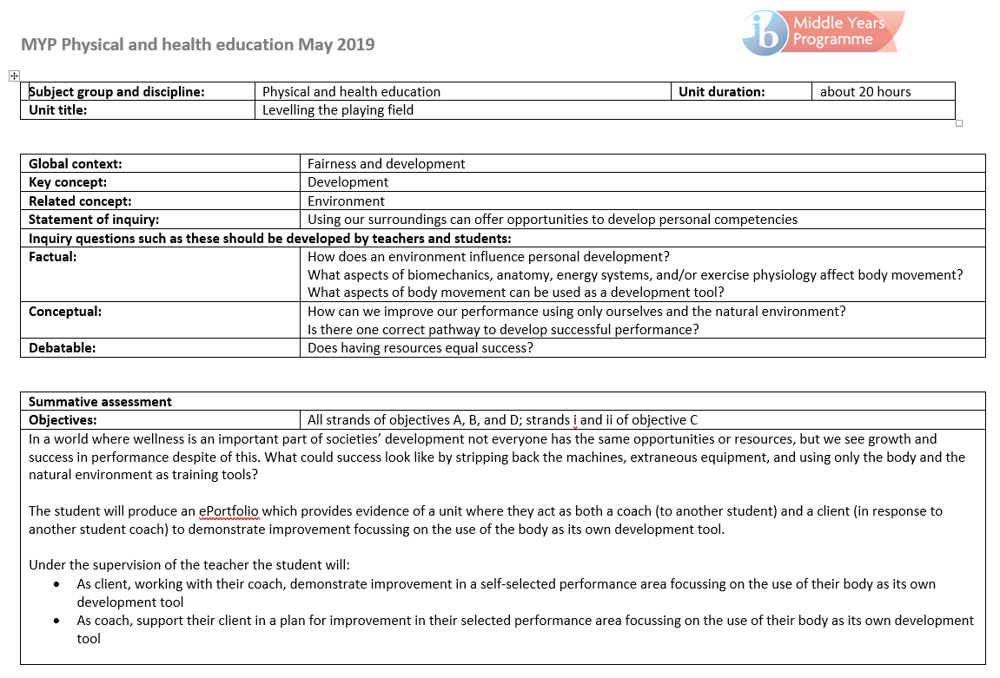 MYP Physical and health education May 2019
ib
Middle Years
Programme
Subject group and discipline: Physical and health education Unit duration: about 20 hours
Unit title: Levelling the playing field
Global context: Fairness and development
Key concept: Development
Related concept: Environment
Statement of inquiry: Using our surroundings can offer opportunities to develop personal competencies
Inquiry questions such as these should be developed by teachers and students:
Factual: How does an environment influence personal development?
What aspects of biomechanics, anatomy, energy systems, and/or exercise physiology affect body movement?
What aspects of body movement can be used as a development tool?
Conceptual: How can we improve our performance using only ourselves and the natural environment?
Is there one correct pathway to develop successful performance?
Debatable: Does having resources equal success?
Summative assessment
Objectives: All strands of objectives A, B, and D; strands i and ii of objective C
In a world where wellness is an important part of societies’ development not everyone has the same opportunities or resources, but we see growth and
success in performance despite of this. What could success look like by stripping back the machines, extraneous equipment, and using only the body and the
natural environment as training tools?
The student will produce an ePortfolio which provides evidence of a unit where they act as both a coach (to another student) and a client (in response to
another student coach) to demonstrate improvement focussing on the use of the body as its own development tool.
Under the supervision of the teacher the student will:
• As client, working with their coach, demonstrate improvement in a self-selected performance area focussing on the use of their body as its own
development tool
• As coach, support their client in a plan for improvement in their selected performance area focussing on the use of their body as its own development
tool